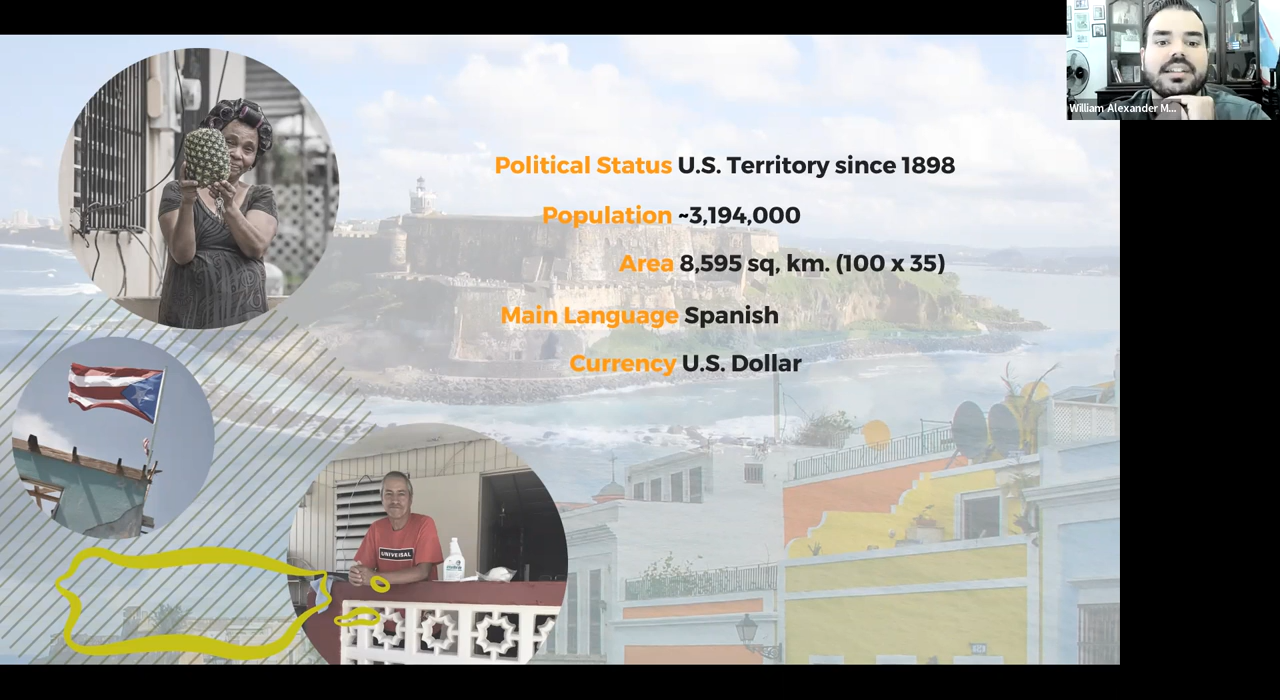 William Alexander M...
Political Status U.S. Territory since 1898
Population ~3,194,000
Area 8,595 sq, km. (100 x 35)
Main Language Spanish
Currency U.S. Dollar
UNIVEISAL